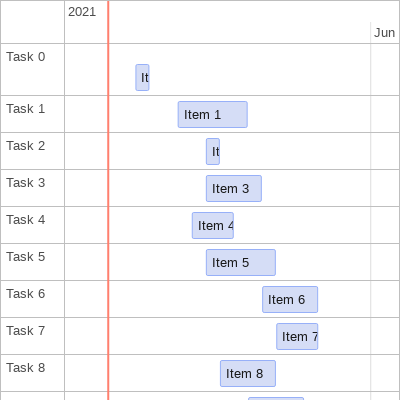 2021
Jun
Task 0
It
Task 1
Item 1
Task 2
It
Task 3
Item 3
Task 4
Item 4
Task 5
Item 5
Task 6
Item 6
Task 7
Item 7
Task 8
Item 8